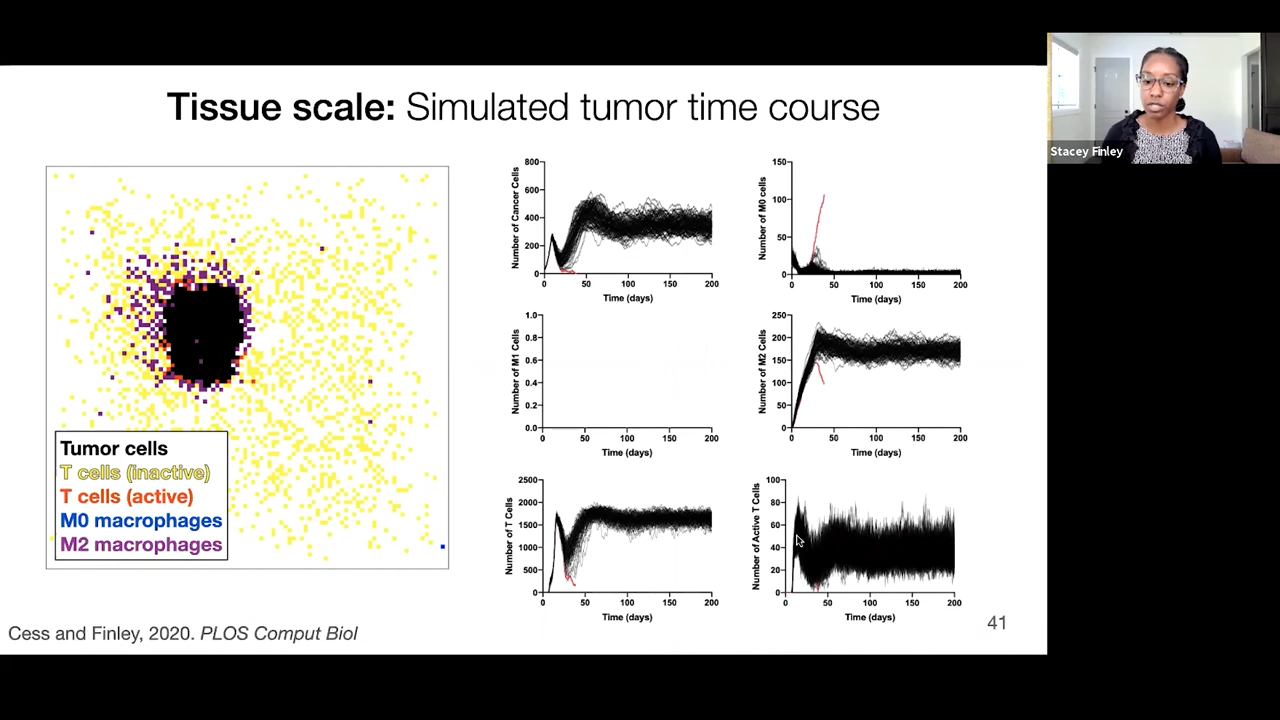 Tissue scale: Simulated tumor time course
Stacey Finley
Tumor cells
T cells (inactive)
T cells (active)
M0 macrophages
M2 macrophages
Number of Cancer Cells
800
600
400
200
0
0 50 100 150 200
Time (days)
Number of M0 cells
150
100
50
0
0 50 100 150 200
Time (days)
Number of M1 Cells
1.0
0.8
0.6
0.4
0.2
0.0
0 50 100 150 200
Time (days)
Number of M2 Cells
250
200
150
100
50
0
0 50 100 150 200
Time (days)
Number of T Cells
2500
2000
1500
1000
500
0
0 50 100 150 200
Time (days)
Number of Active T Cells
100
80
60
40
20
0
0 50 100 150 200
Time (days)
Cess and Finley, 2020. PLOS Comput Biol
41